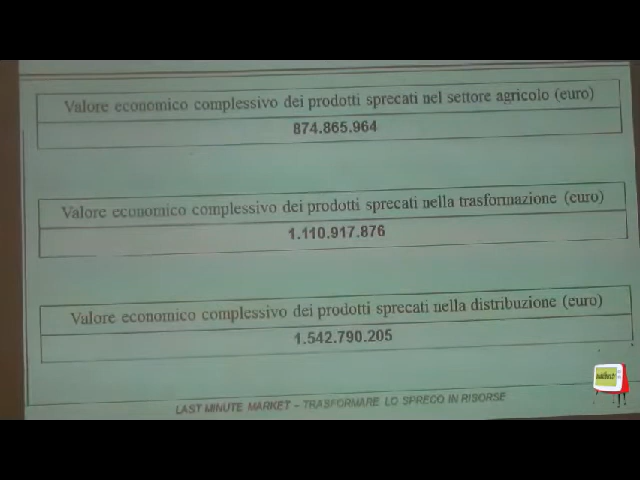 Valore economico complessivo dei prodotti sprecati nel settore agricolo (euro)
874.865.964
Valore economico complessivo dei prodotti sprecati nella trasformazione (euro)
1.110.917.876
Valore economico complessivo dei prodotti sprecati nella distribuzione (euro)
1.542.790.205
LAST MINUTE MARKET – TRASFORMARE LO SPRECO IN RISORSE